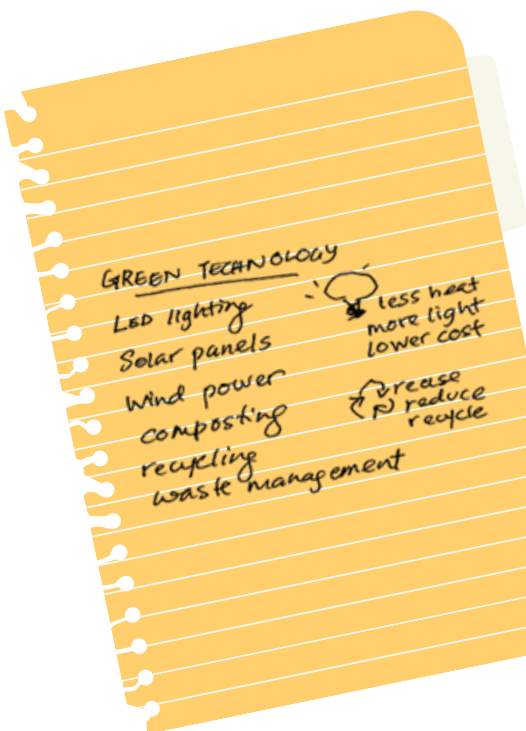 GREEN TECHNOLOGY
LED lighting
Solar panels
Wind power
composting
recycling
waste management
less heat
more light
lower cost
reuse
reduce
recycle